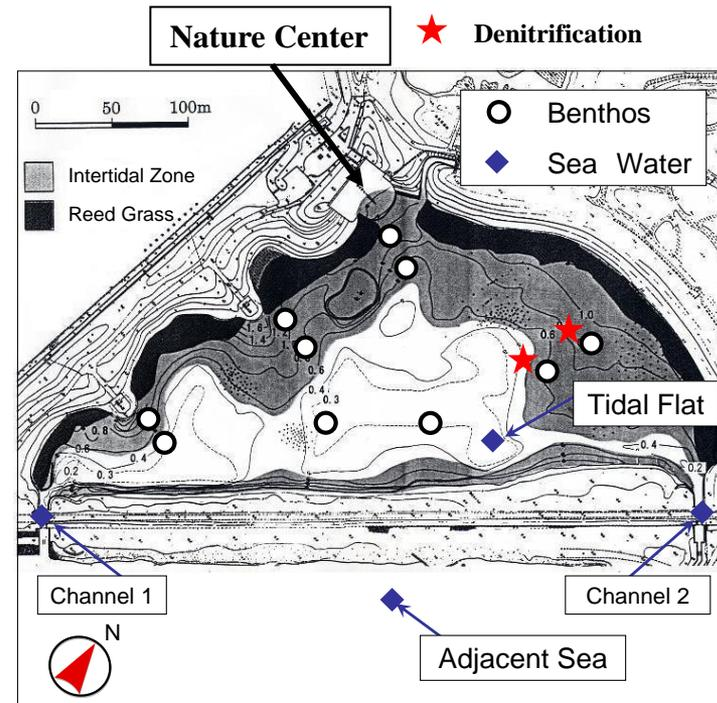 Nature Center
Denitrification
0 50 100m
Benthos
Sea Water
Intertidal Zone
Reed Grass
1.0
0.6
1.6
1.4
0.6
0.4
0.3
Tidal Flat
0.8
0.6
0.4
0.2
0.3
0.4
0.2
Channel 1
Channel 2
Adjacent Sea
N